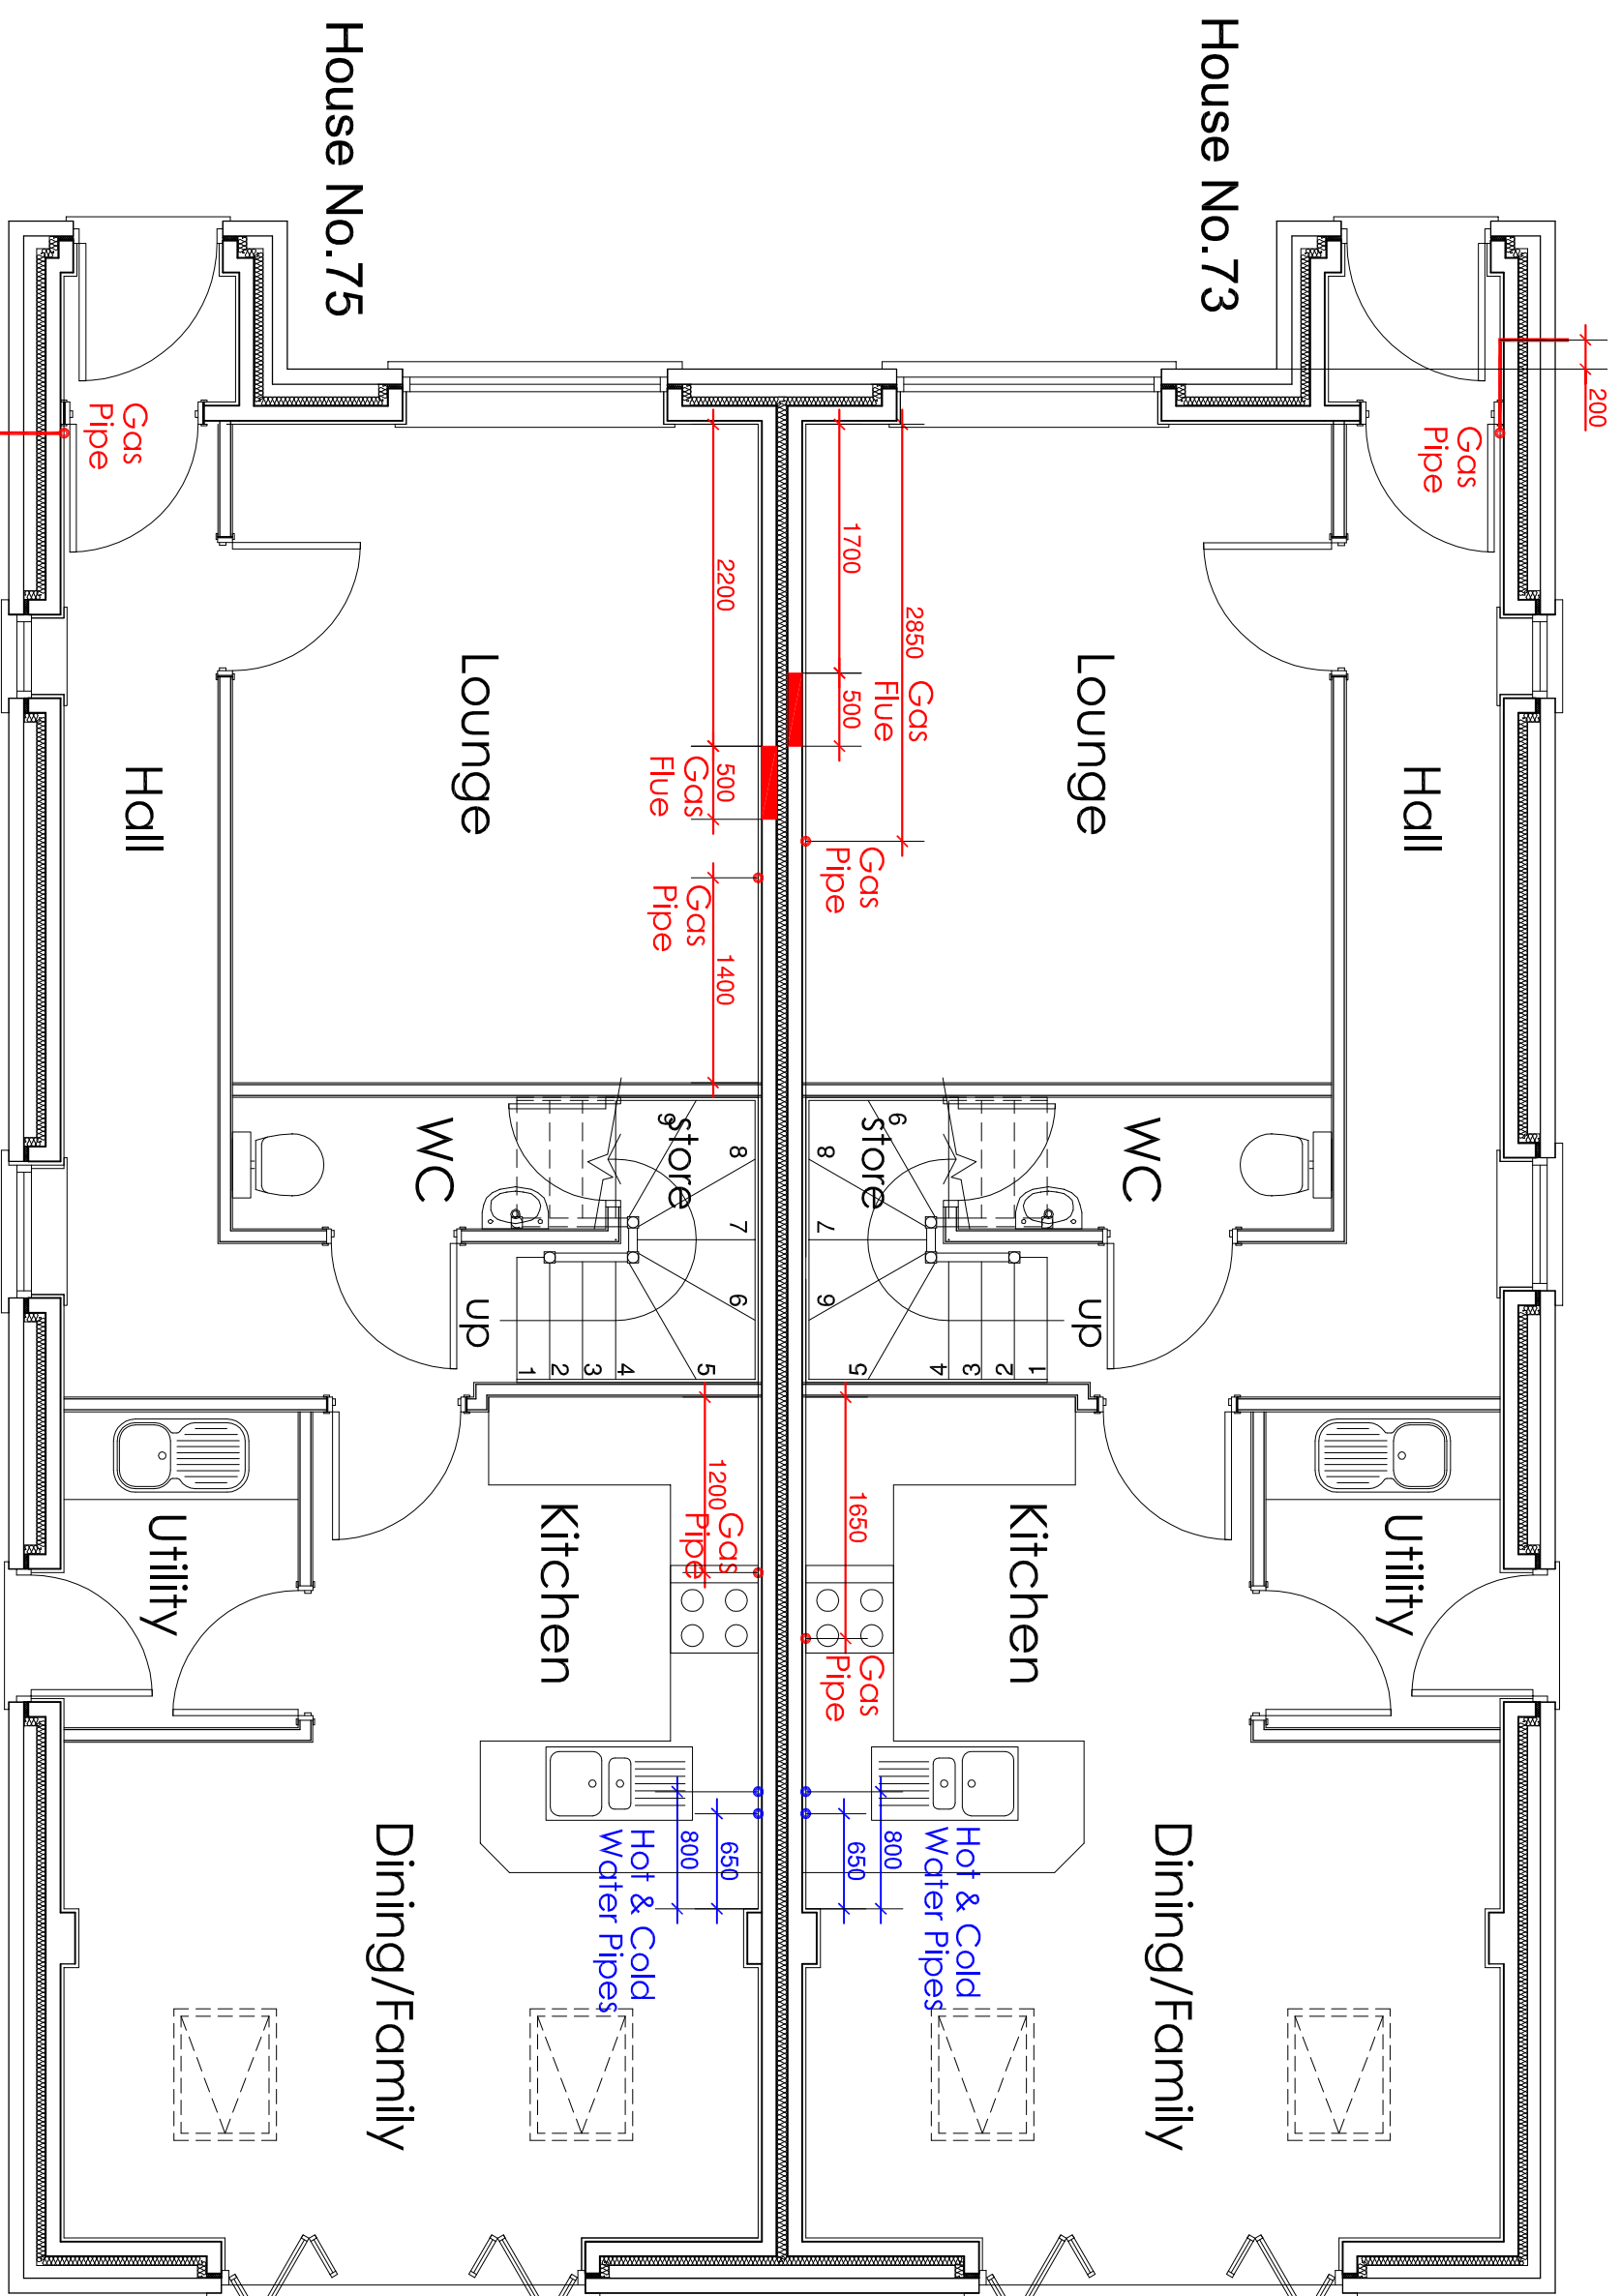 House No.73
House No.75
200
Gas
Pipe
Gas
Pipe
Hall
Lounge
1700
2850
500
Gas
Flue
Gas
Pipe
2200
500
Gas
Flue
Gas
Pipe
1400
Lounge
Hall
WC
store
9
8
7
6
5
4
3
2
1
up
WC
store
9
8
7
6
5
4
3
2
1
up
Utility
Kitchen
1650
Gas
Pipe
1200
Gas
Pipe
Kitchen
Utility
Dining/Family
800
650
Hot & Cold
Water Pipes
650
800
Hot & Cold
Water Pipes
Dining/Family